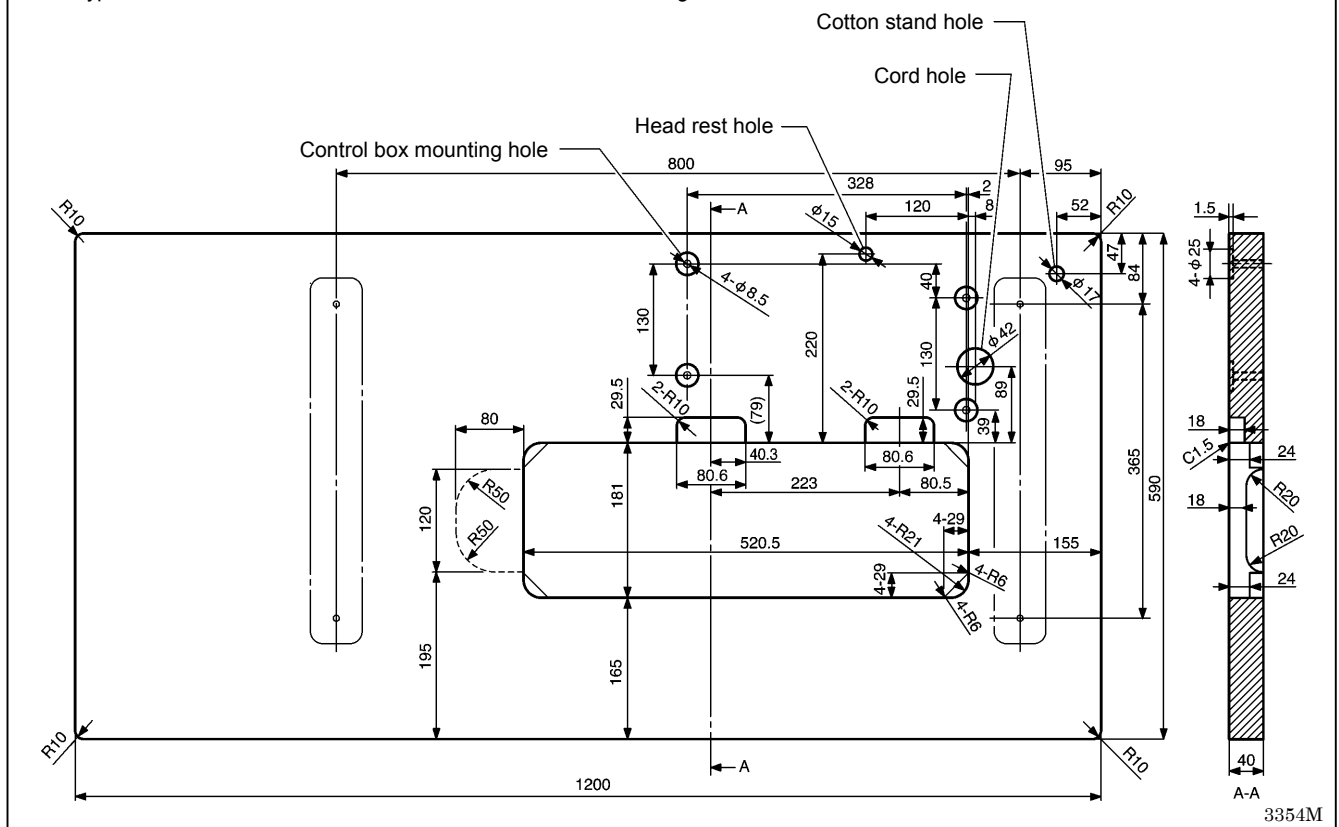 Cotton stand hole
Cord hole
Head rest hole
Control box mounting hole
800
95
328
2
R10
A
φ15
120
8
52
R10
1.5
47
84
4-φ25
40
4-φ8.5
φ17
130
220
130
φ42
29.5
2-R10
(79)
2-R10
29.5
39
89
80
18
C1.5
24
40.3
80.6
80.6
365
590
R50
223
80.5
R20
120
181
18
R50
4-29
4-R21
520.5
155
R20
4-R6
24
4-29
4-R6
195
165
R10
A
R10
1200
40
A-A
3354M